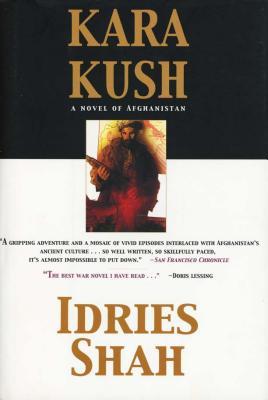 KARA
KUSH
A NOVEL OF AFGHANISTAN
"A GRIPPING ADVENTURE AND A MOSAIC OF VIVID EPISODES INTERLACED WITH AFGHANISTAN'S
ANCIENT CULTURE . . . SO WELL WRITTEN, SO SKILLFULLY PACED,
IT'S ALMOST IMPOSSIBLE TO PUT DOWN." –SAN FRANCISCO CHRONICLE
"THE BEST WAR NOVEL I HAVE READ . . ." –DORIS LESSING
IDRIES
SHAH